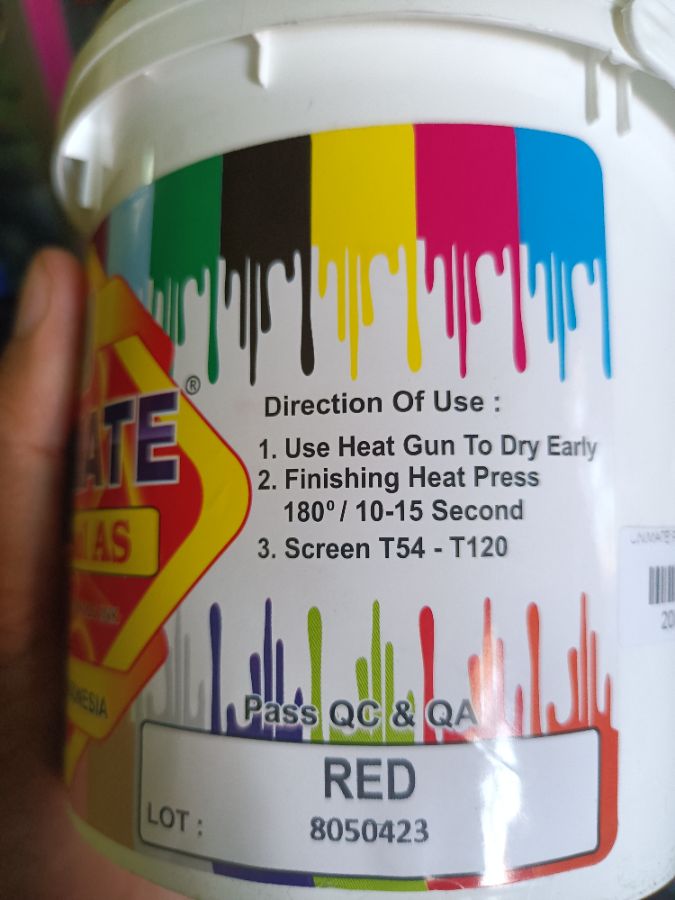 ATE®
AS
Direction Of Use :
1. Use Heat Gun To Dry Early
2. Finishing Heat Press
180º / 10-15 Second
3. Screen T54 - T120
Pass QC & QA
RED
LOT :
8050423